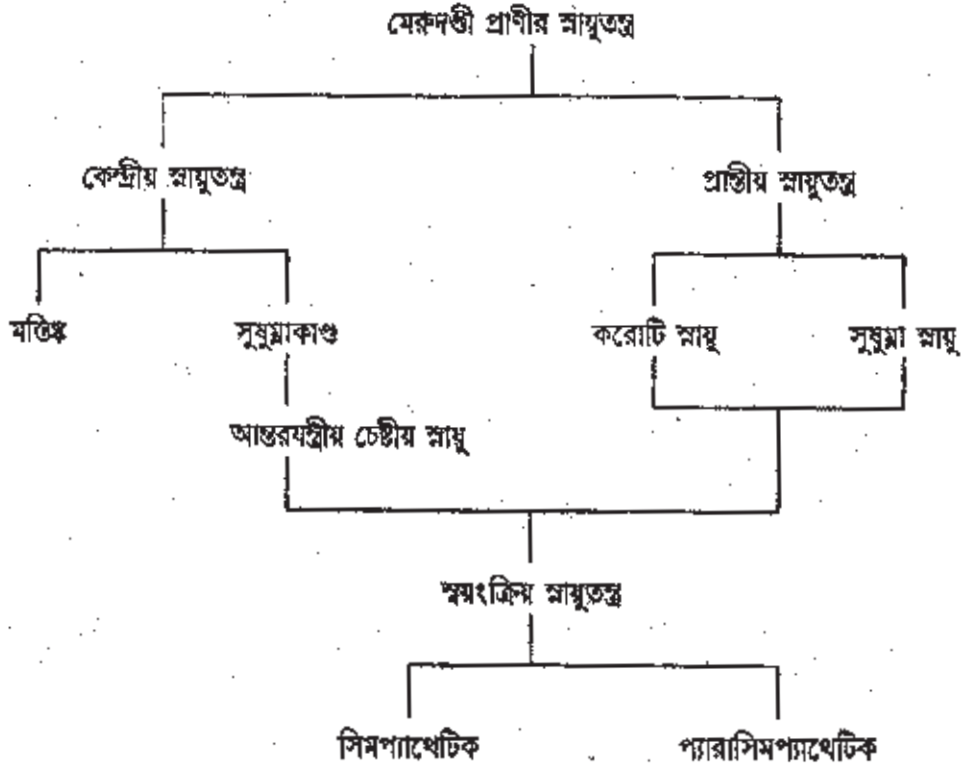 মেরুদণ্ডী প্রাণীর স্নায়ুতন্ত্র
কেন্দ্রীয় স্নায়ুতন্ত্র
প্রান্তীয় স্নায়ুতন্ত্র
মস্তিষ্ক
সুষুম্নাকাণ্ড
করোটি স্নায়ু
সুষুম্না স্নায়ু
আন্তরযন্ত্রীয় চেষ্টীয় স্নায়ু
স্বয়ংক্রিয় স্নায়ুতন্ত্র
সিমপ্যাথেটিক
প্যারাসিমপ্যাথেটিক